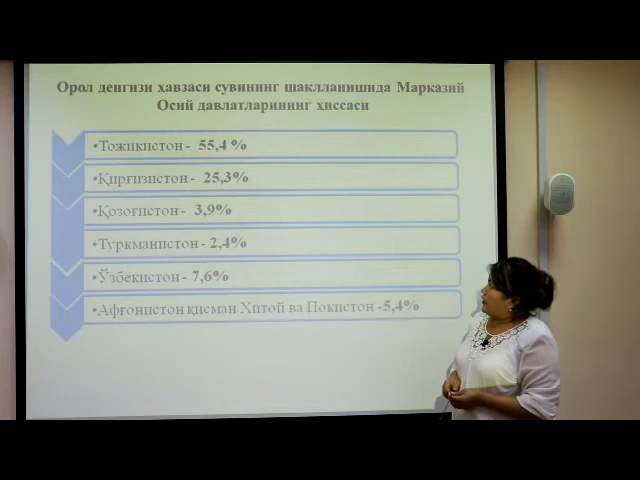 Орол денгизи ҳавзаси сувининг шаклланишида Марказий
Осий давлатларининг ҳиссаси
•Тожикистон - 55,4 %
•Қирғизистон - 25,3%
•Қозоғистон - 3,9%
•Туркманистон - 2,4%
•Ўзбекистон - 7,6%
•Афғонистон қисман Хитой ва Покистон -5,4%